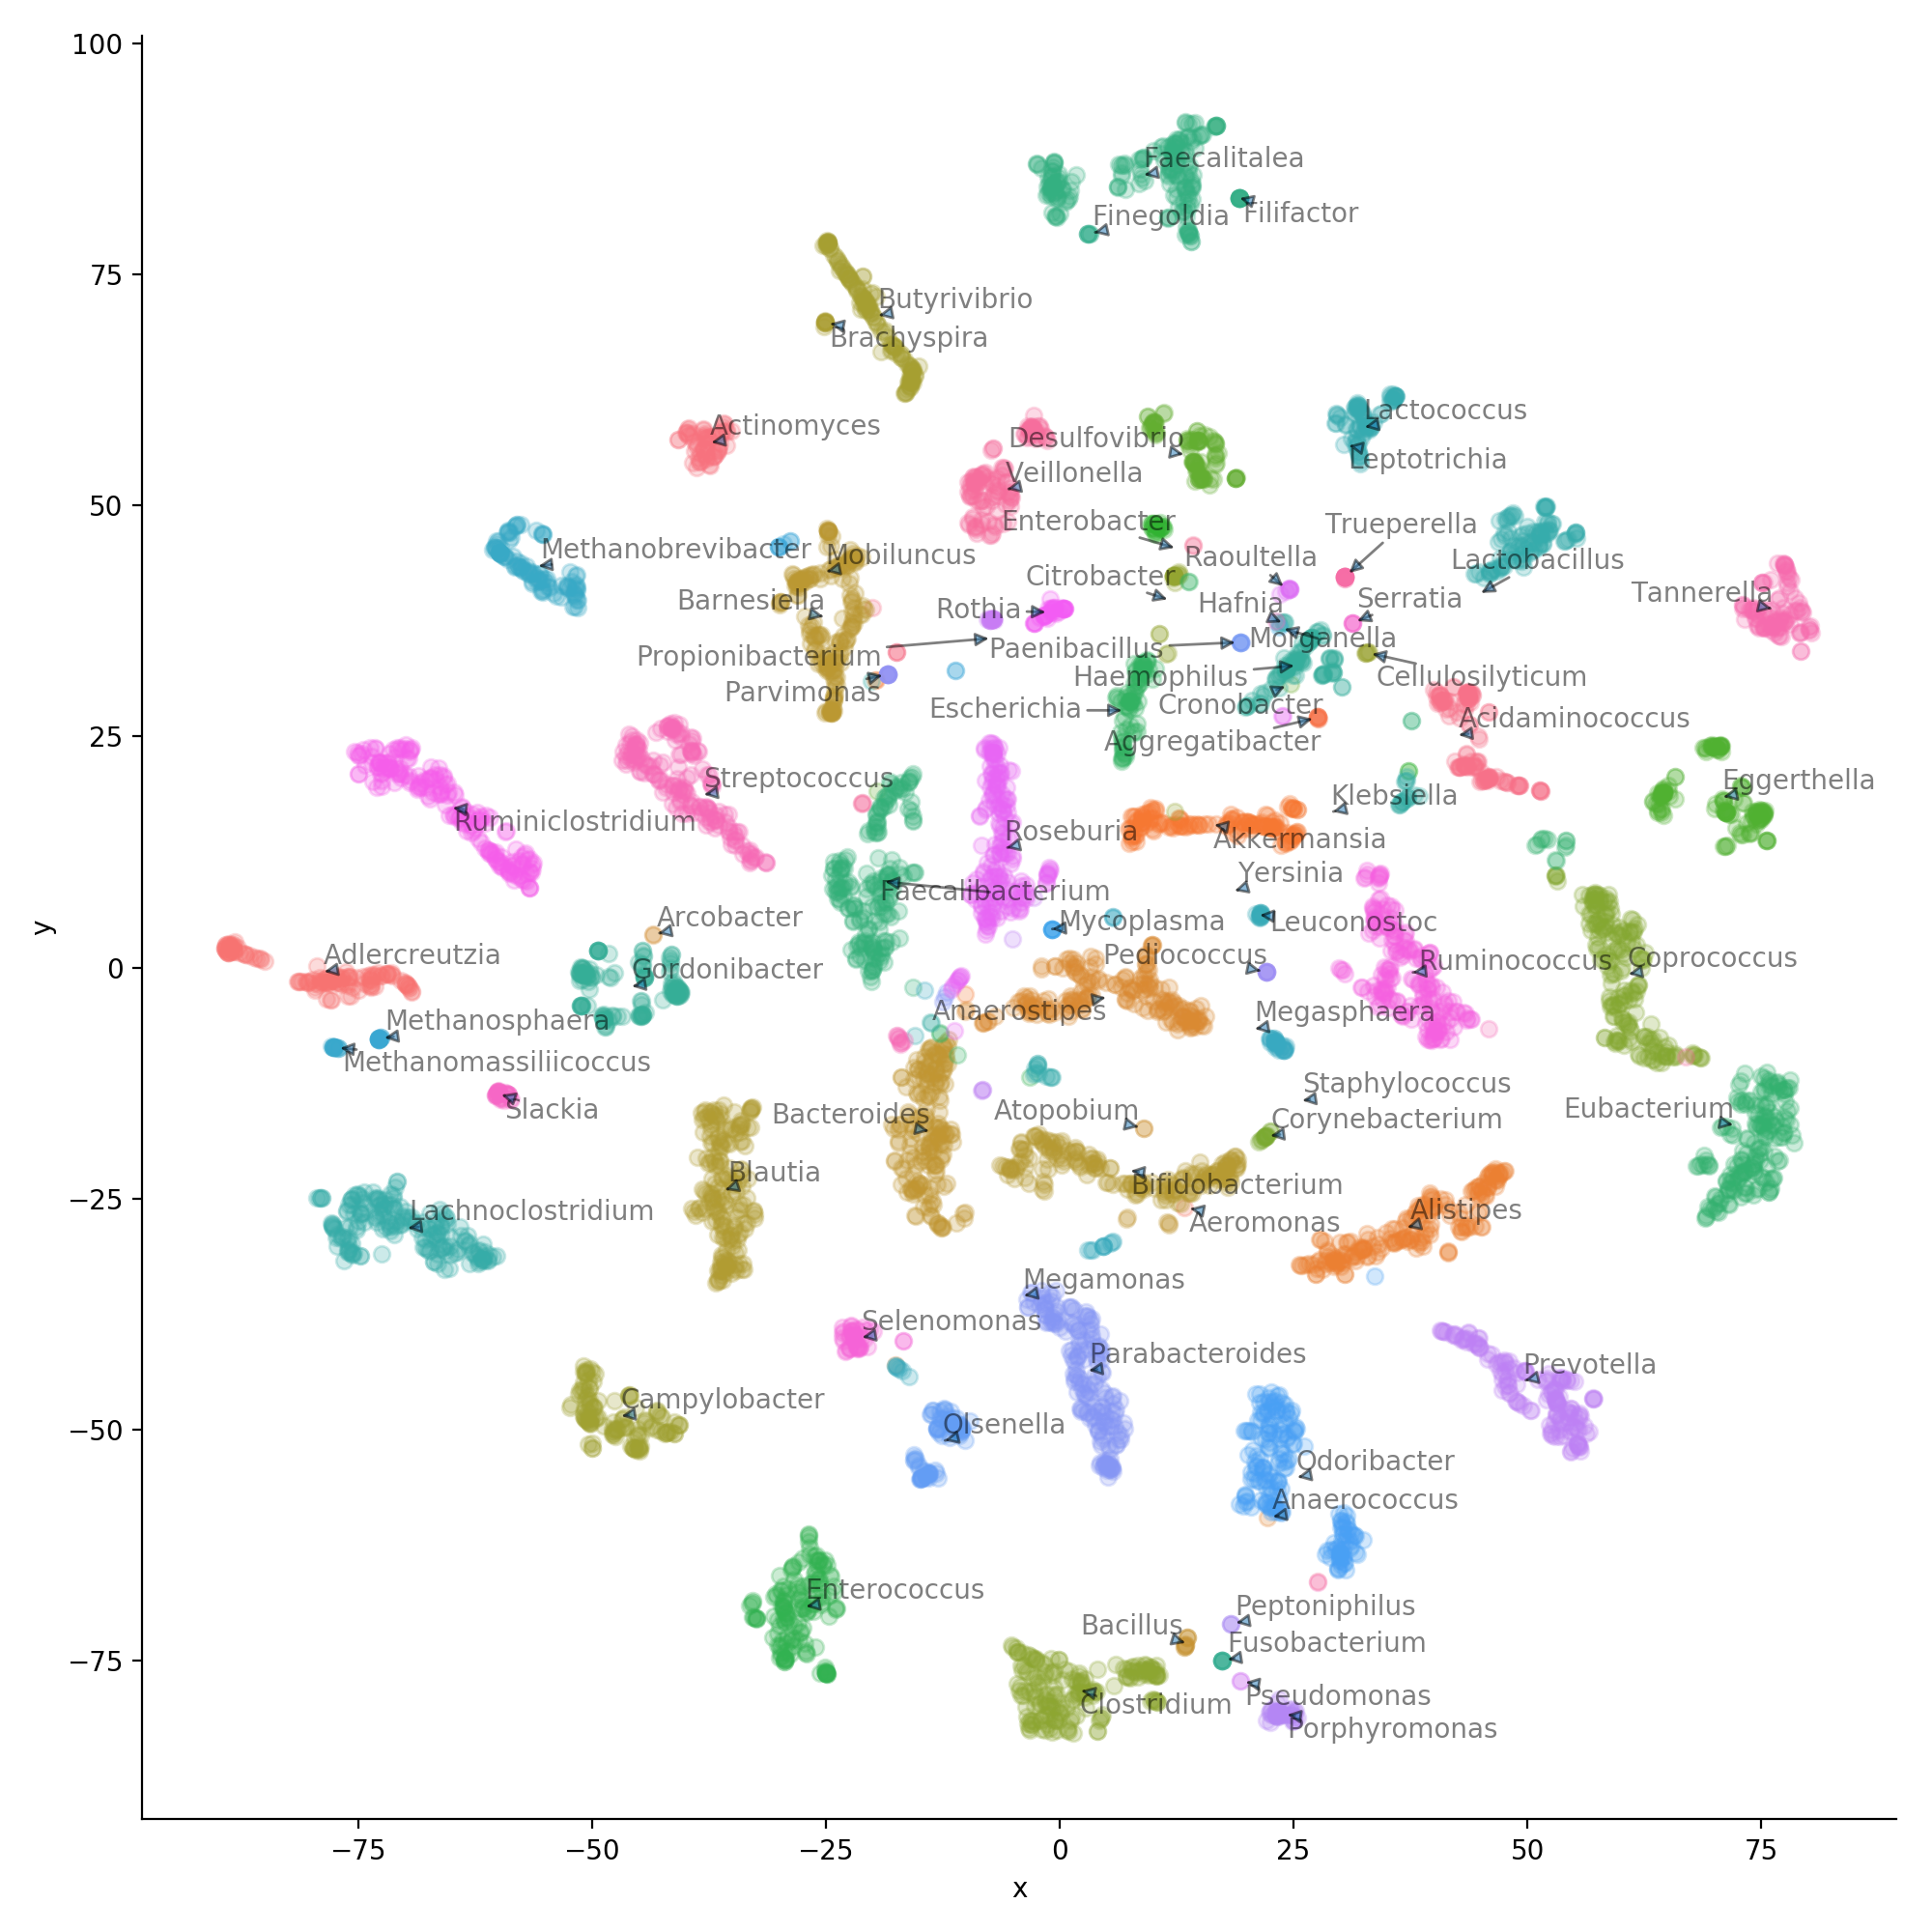 100
Faecalitalea
Finegoldia
Filifactor
75
Butyrivibrio
Brachyspira
Actinomyces
Lactococcus
Desulfovibrio
Leptotrichia
Veillonella
50
Enterobacter
Trueperella
Methanobrevibacter
Mobiluncus
Raoultella
Lactobacillus
Citrobacter
Tannerella
Barnesiella
Rothia
Hafnia
Serratia
Propionibacterium
Paenibacillus
Morganella
Haemophilus
Cellulosilyticum
Parvimonas
Escherichia
Cronobacter
Acidaminococcus
25
Aggregatibacter
Streptococcus
Eggerthella
Klebsiella
Ruminiclostridium
Roseburia
Akkermansia
Yersinia
Faecalibacterium
Arcobacter
Mycoplasma
Leuconostoc
y
Adlercreutzia
Pediococcus
Ruminococcus
Coprococcus
0
Gordonibacter
Methanosphaera
Anaerostipes
Megasphaera
Methanomassiliicoccus
Staphylococcus
Slackia
Bacteroides
Atopobium
Corynebacterium
Eubacterium
Blautia
Bifidobacterium
−25
Lachnoclostridium
Aeromonas
Alistipes
Megamonas
Selenomonas
Parabacteroides
Prevotella
Campylobacter
−50
Olsenella
Odoribacter
Anaerococcus
Enterococcus
Peptoniphilus
Bacillus
Fusobacterium
−75
Clostridium
Pseudomonas
Porphyromonas
−75 −50 −25 0 25 50 75
x